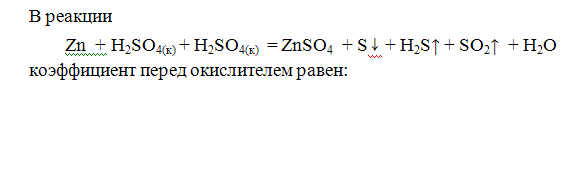 В реакции
Zn + H₂SO₄₍к₎ + H₂SO₄₍к₎ = ZnSO₄ + S↓ + H₂S↑ + SO₂↑ + H₂O
коэффициент перед окислителем равен: